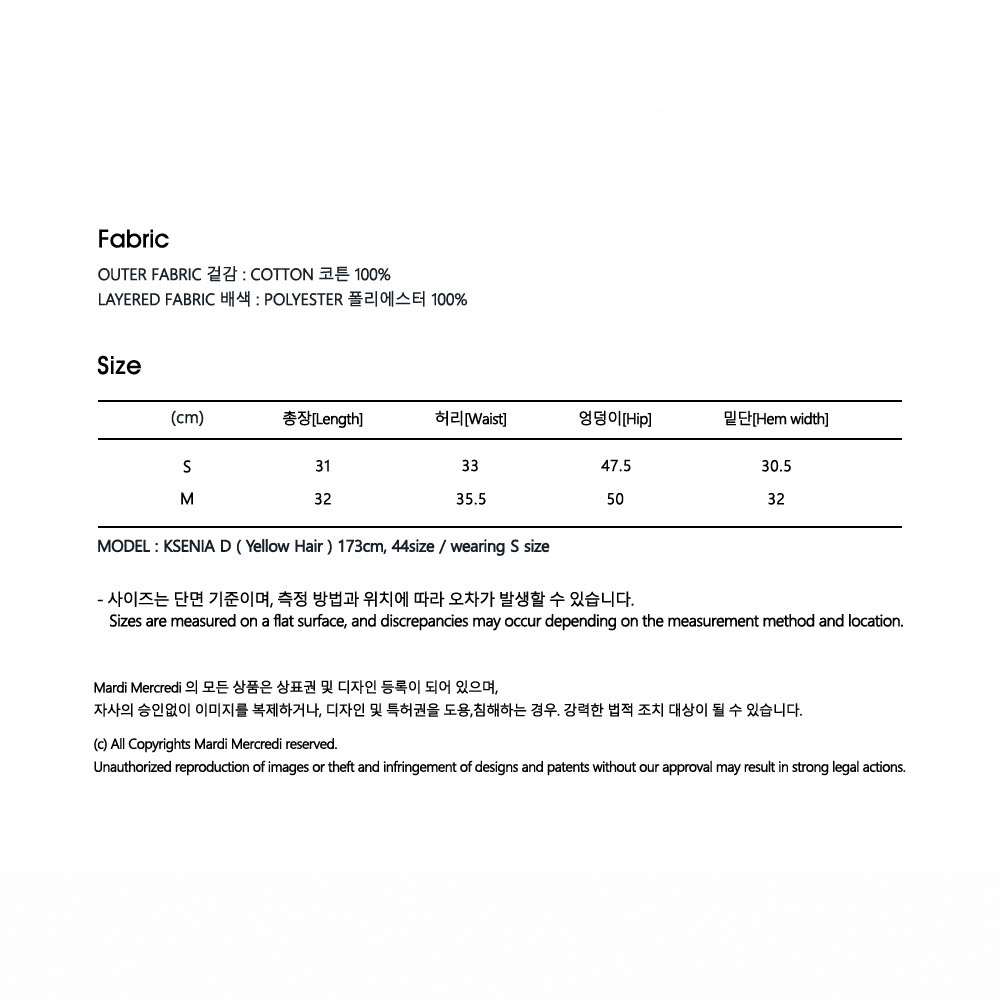 Fabric
OUTER FABRIC 겉감 : COTTON 코튼 100%
LAYERED FABRIC 배색 : POLYESTER 폴리에스터 100%
Size
(cm) 총장[Length] 허리[Waist] 엉덩이[Hip] 밑단[Hem width]
S 31 33 47.5 30.5
M 32 35.5 50 32
MODEL : KSENIA D ( Yellow Hair ) 173cm, 44size / wearing S size
- 사이즈는 단면 기준이며, 측정 방법과 위치에 따라 오차가 발생할 수 있습니다.
Sizes are measured on a flat surface, and discrepancies may occur depending on the measurement method and location.
Mardi Mercredi 의 모든 상품은 상표권 및 디자인 등록이 되어 있으며,
자사의 승인없이 이미지를 복제하거나, 디자인 및 특허권을 도용,침해하는 경우. 강력한 법적 조치 대상이 될 수 있습니다.
(c) All Copyrights Mardi Mercredi reserved.
Unauthorized reproduction of images or theft and infringement of designs and patents without our approval may result in strong legal actions.